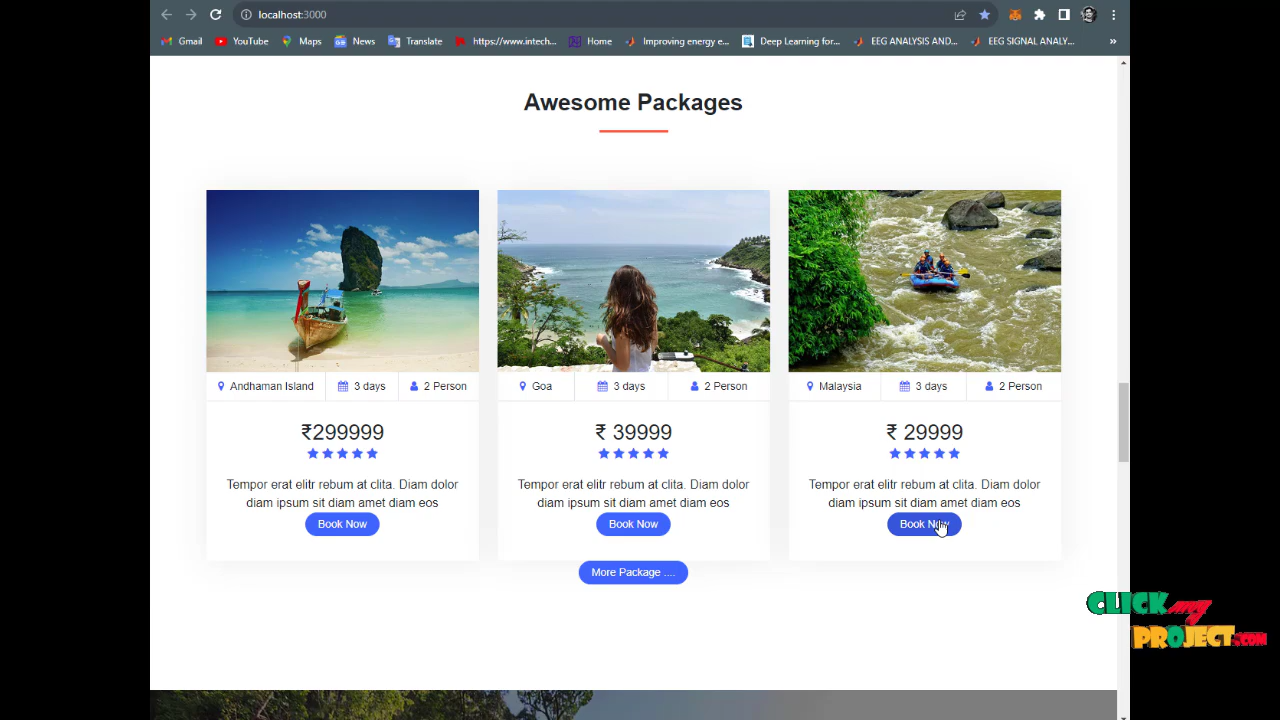 localhost:3000
Gmail YouTube Maps News Translate https://www.intech... Home Improving energy e... Deep Learning for... EEG ANALYSIS AND... EEG SIGNAL ANALY... »
Awesome Packages
Andhaman Island 3 days 2 Person
₹299999
Tempor erat elitr rebum at clita. Diam dolor
diam ipsum sit diam amet diam eos
Book Now
Goa 3 days 2 Person
₹ 39999
Tempor erat elitr rebum at clita. Diam dolor
diam ipsum sit diam amet diam eos
Book Now
Malaysia 3 days 2 Person
₹ 29999
Tempor erat elitr rebum at clita. Diam dolor
diam ipsum sit diam amet diam eos
Book Now
More Package ....
CLICK my
PROJECT.COM